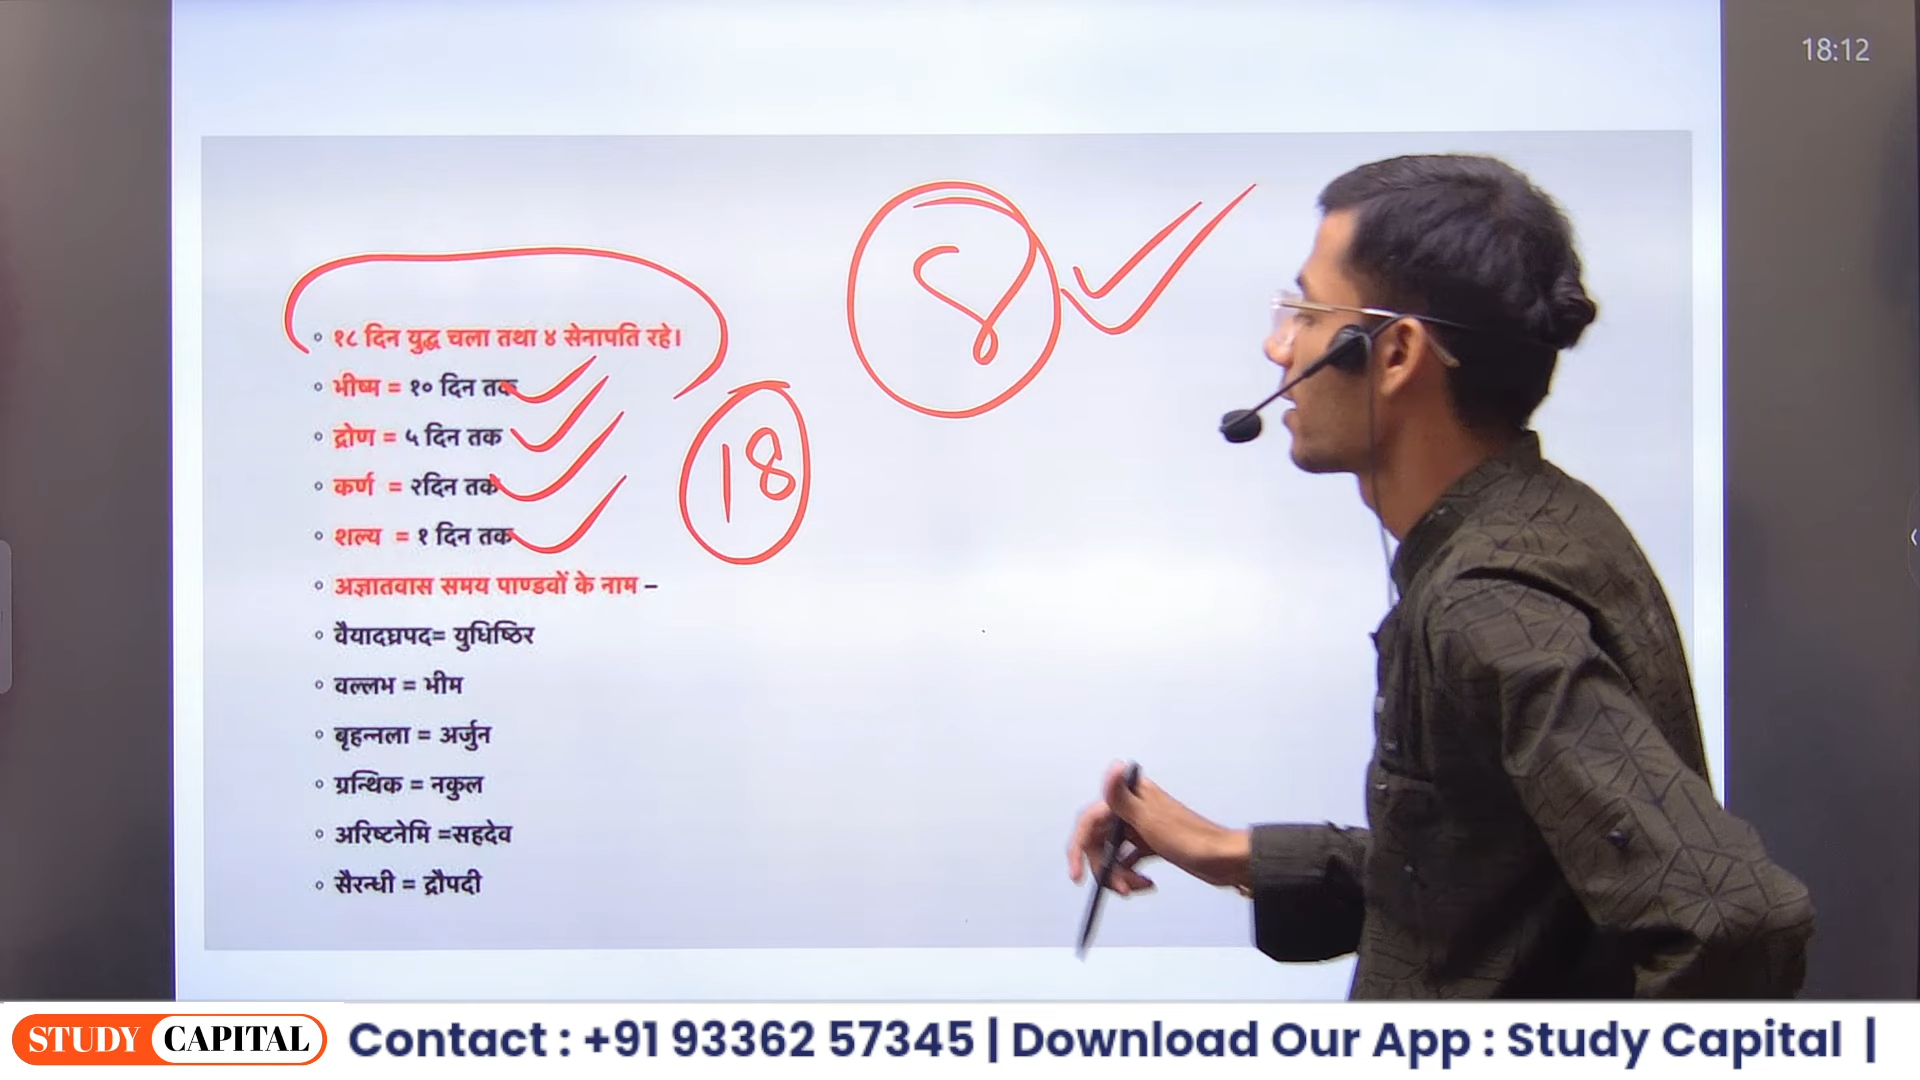 18:12
४
◦ १८ दिन युद्ध चला तथा ४ सेनापति रहे।
◦ भीष्म = १० दिन तक
◦ द्रोण = ५ दिन तक
18
◦ कर्ण = २दिन तक
◦ शल्य = १ दिन तक
◦ अज्ञातवास समय पाण्डवों के नाम –
◦ वैयादघ्रपद= युधिष्ठिर
◦ वल्लभ = भीम
◦ बृहन्नला = अर्जुन
◦ ग्रन्थिक = नकुल
◦ अरिष्टनेमि =सहदेव
◦ सैरन्धी = द्रौपदी
STUDY CAPITAL Contact : +91 93362 57345 | Download Our App : Study Capital |